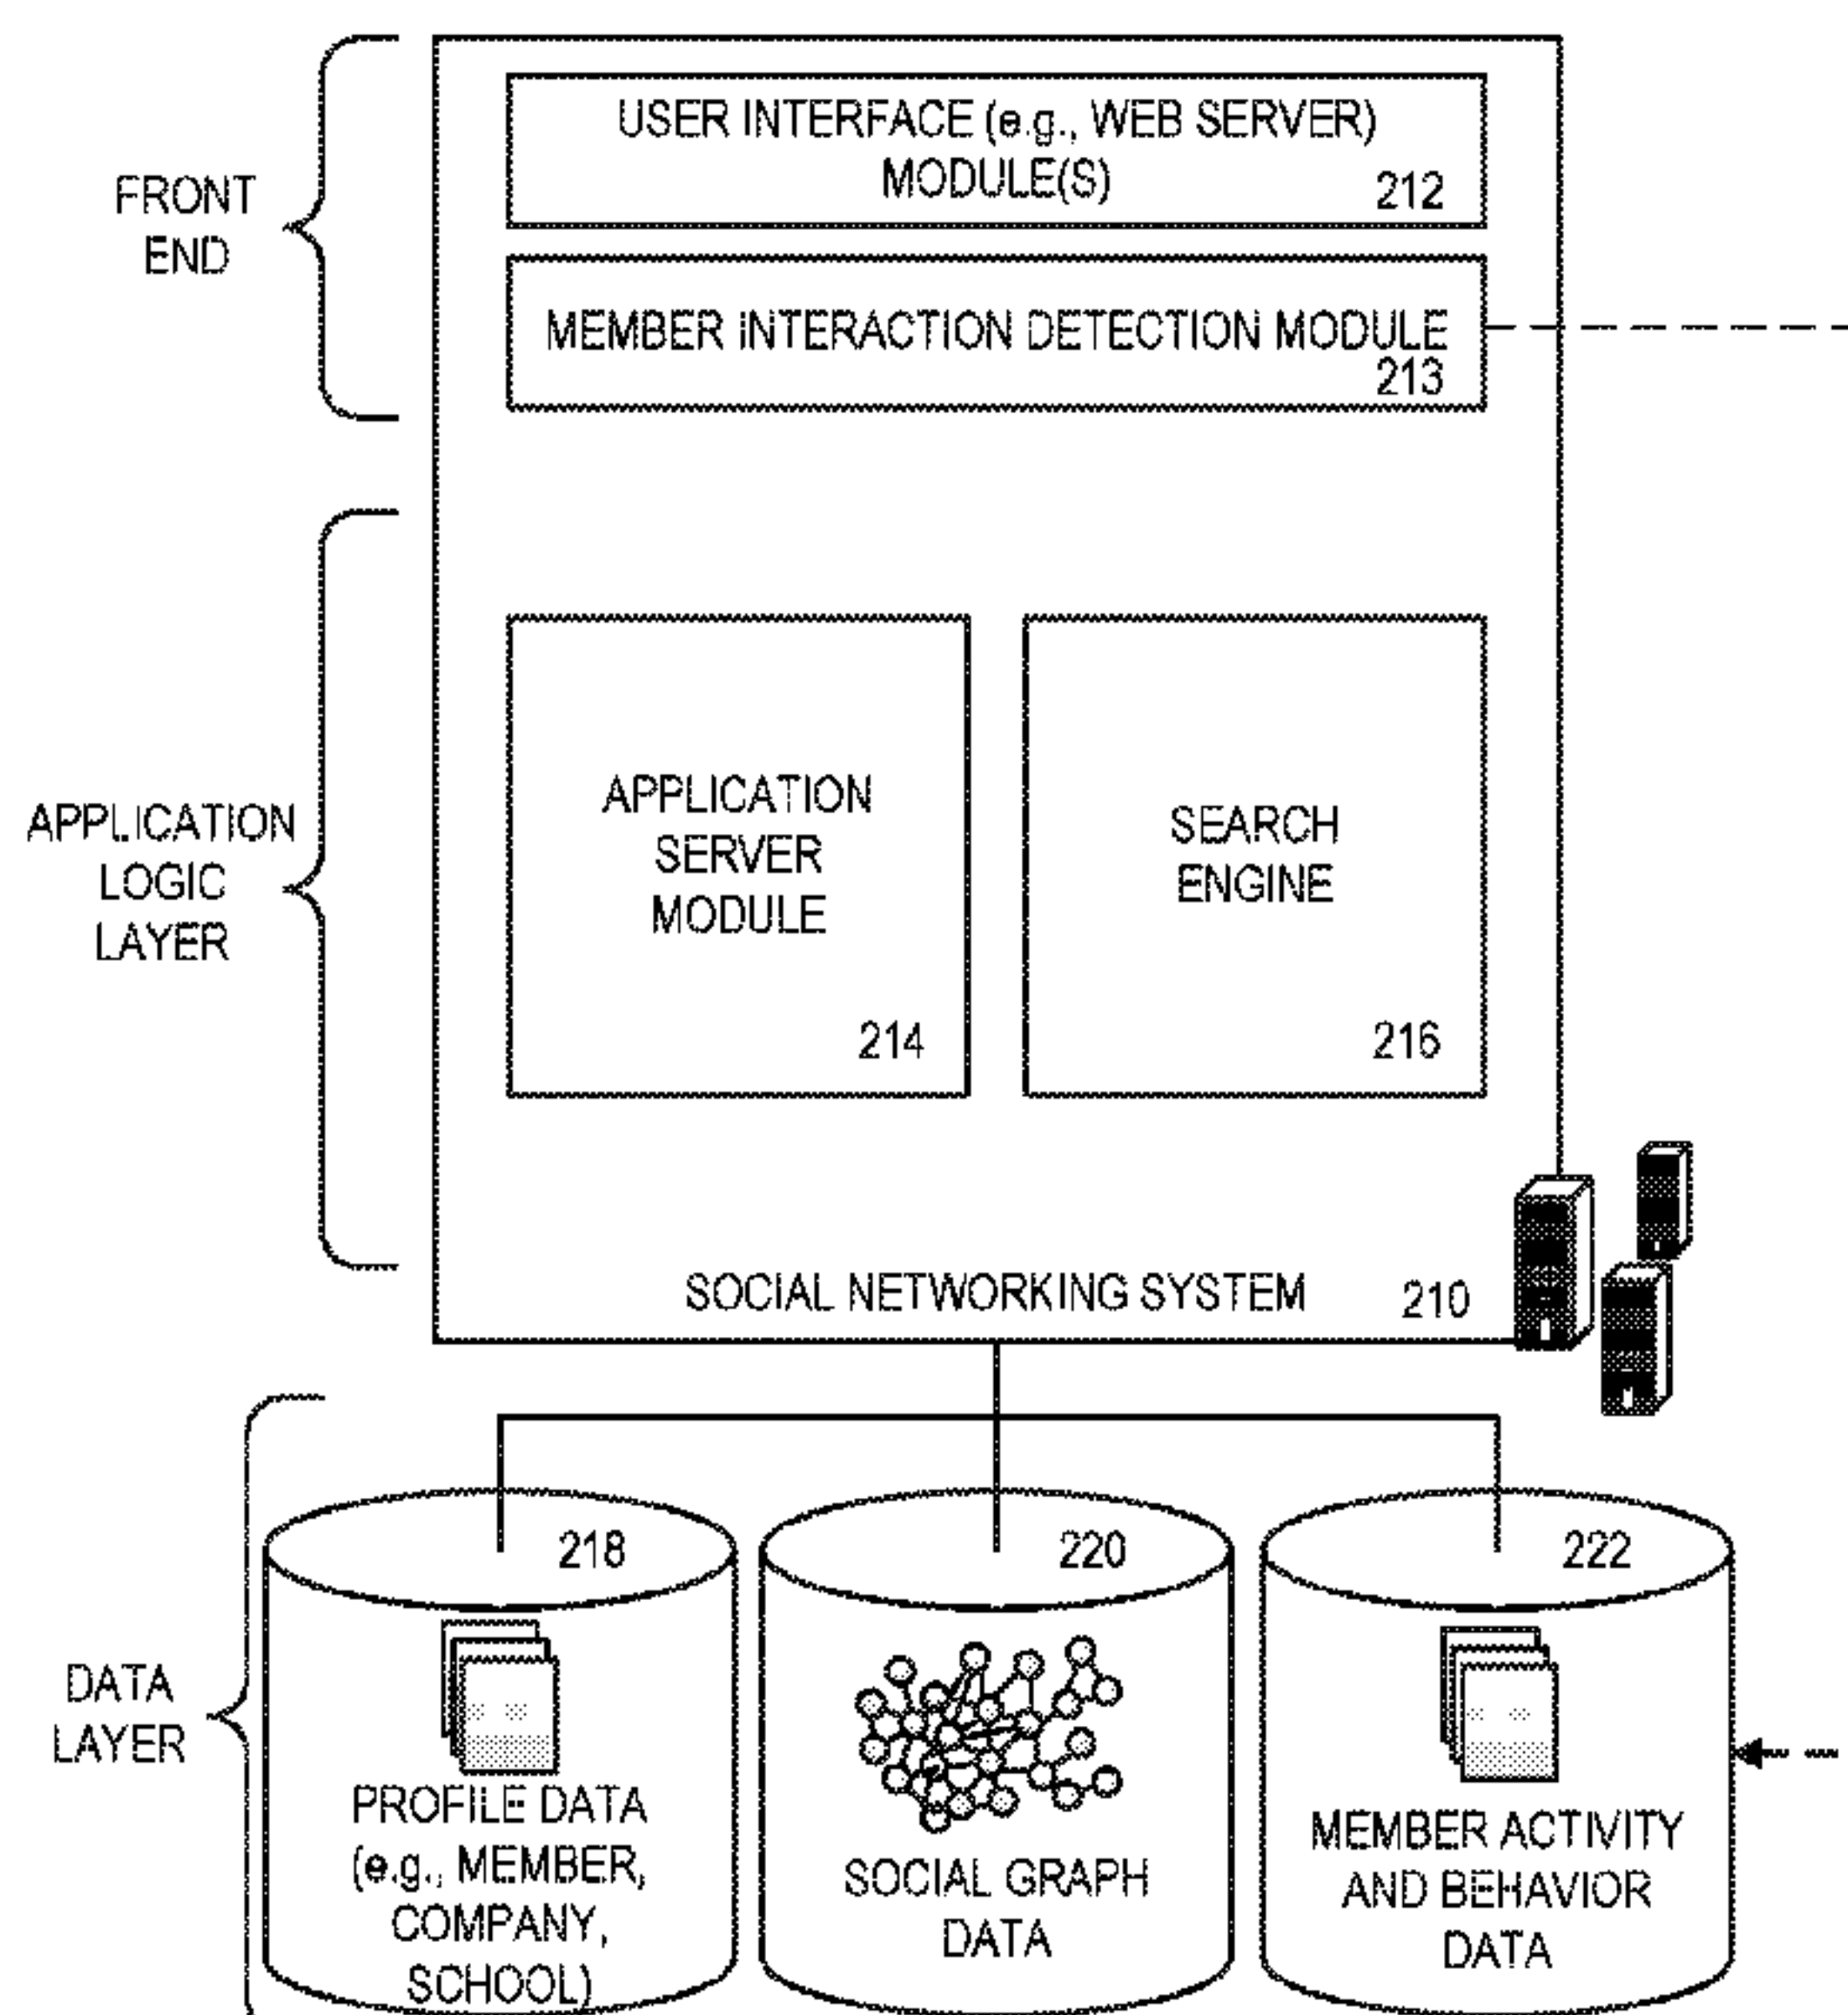 FRONT
END
USER INTERFACE (e.g., WEB SERVER)
MODULE(S)
212
MEMBER INTERACTION DETECTION MODULE
213
APPLICATION
LOGIC
LAYER
APPLICATION
SERVER
MODULE
214
SEARCH
ENGINE
216
SOCIAL NETWORKING SYSTEM
210
DATA
LAYER
218
PROFILE DATA
(e.g., MEMBER,
COMPANY,
SCHOOL)
220
SOCIAL GRAPH
DATA
222
MEMBER ACTIVITY
AND BEHAVIOR
DATA